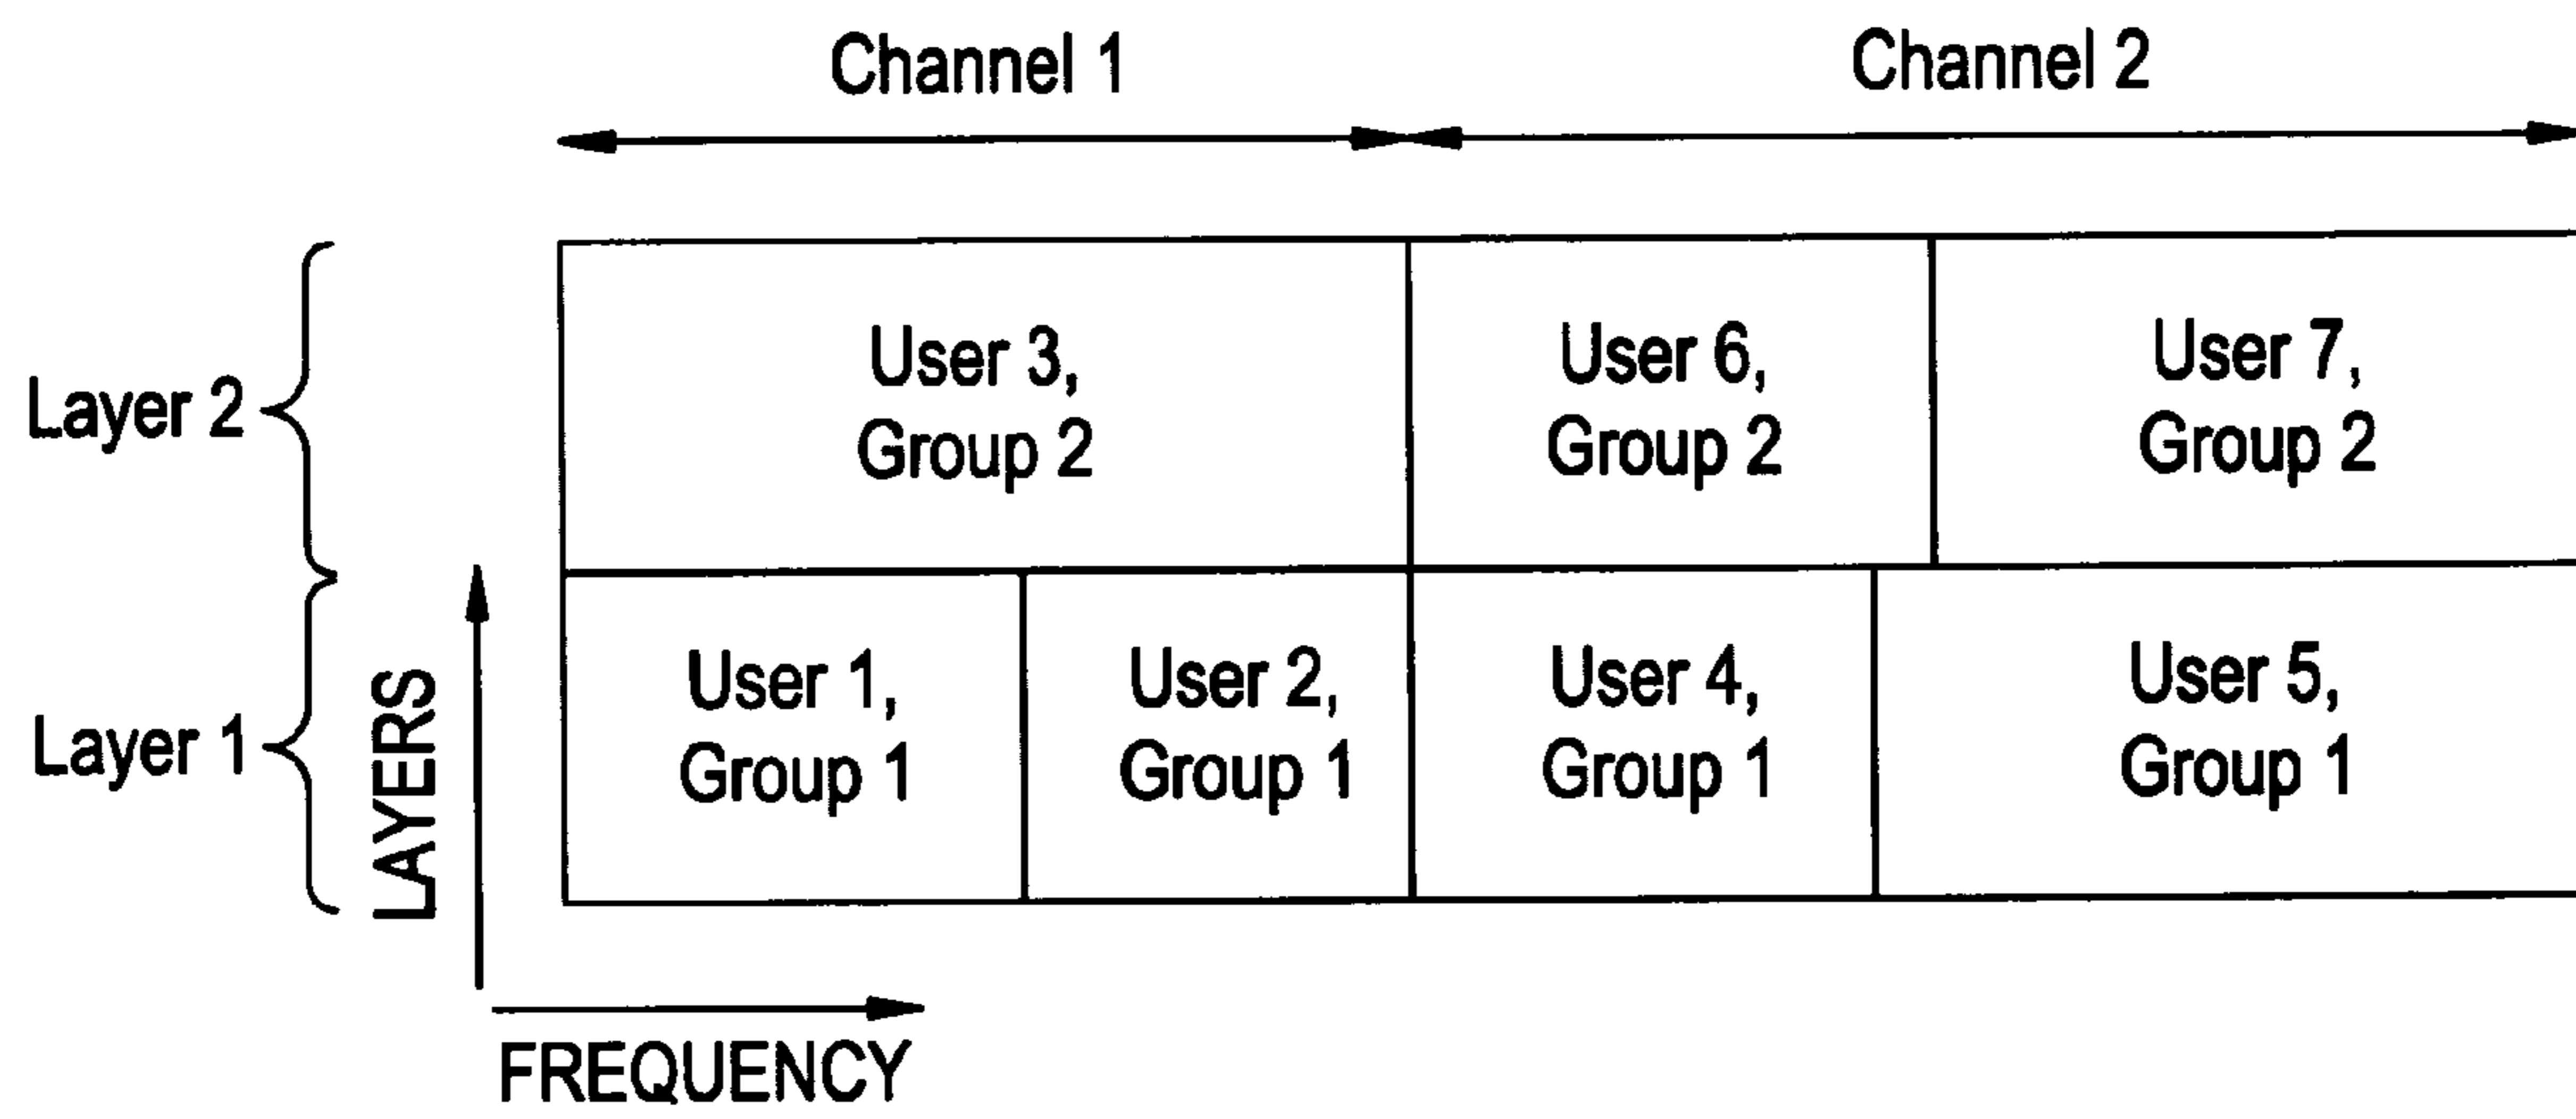 Channel 1
Channel 2
Layer 2
User 3,
Group 2
User 6,
Group 2
User 7,
Group 2
Layer 1
LAYERS
User 1,
Group 1
User 2,
Group 1
User 4,
Group 1
User 5,
Group 1
FREQUENCY